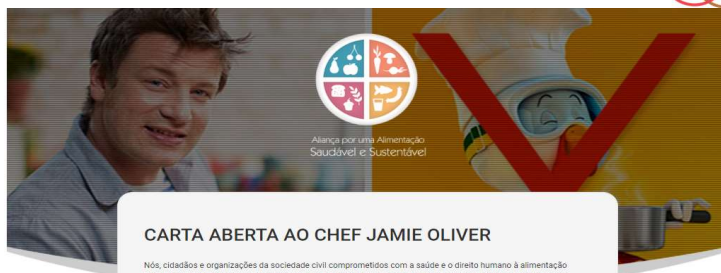 Aliança por uma Alimentação
Saudável e Sustentável
CARTA ABERTA AO CHEF JAMIE OLIVER
Nós, cidadãos e organizações da sociedade civil comprometidos com a saúde e o direito humano à alimentação